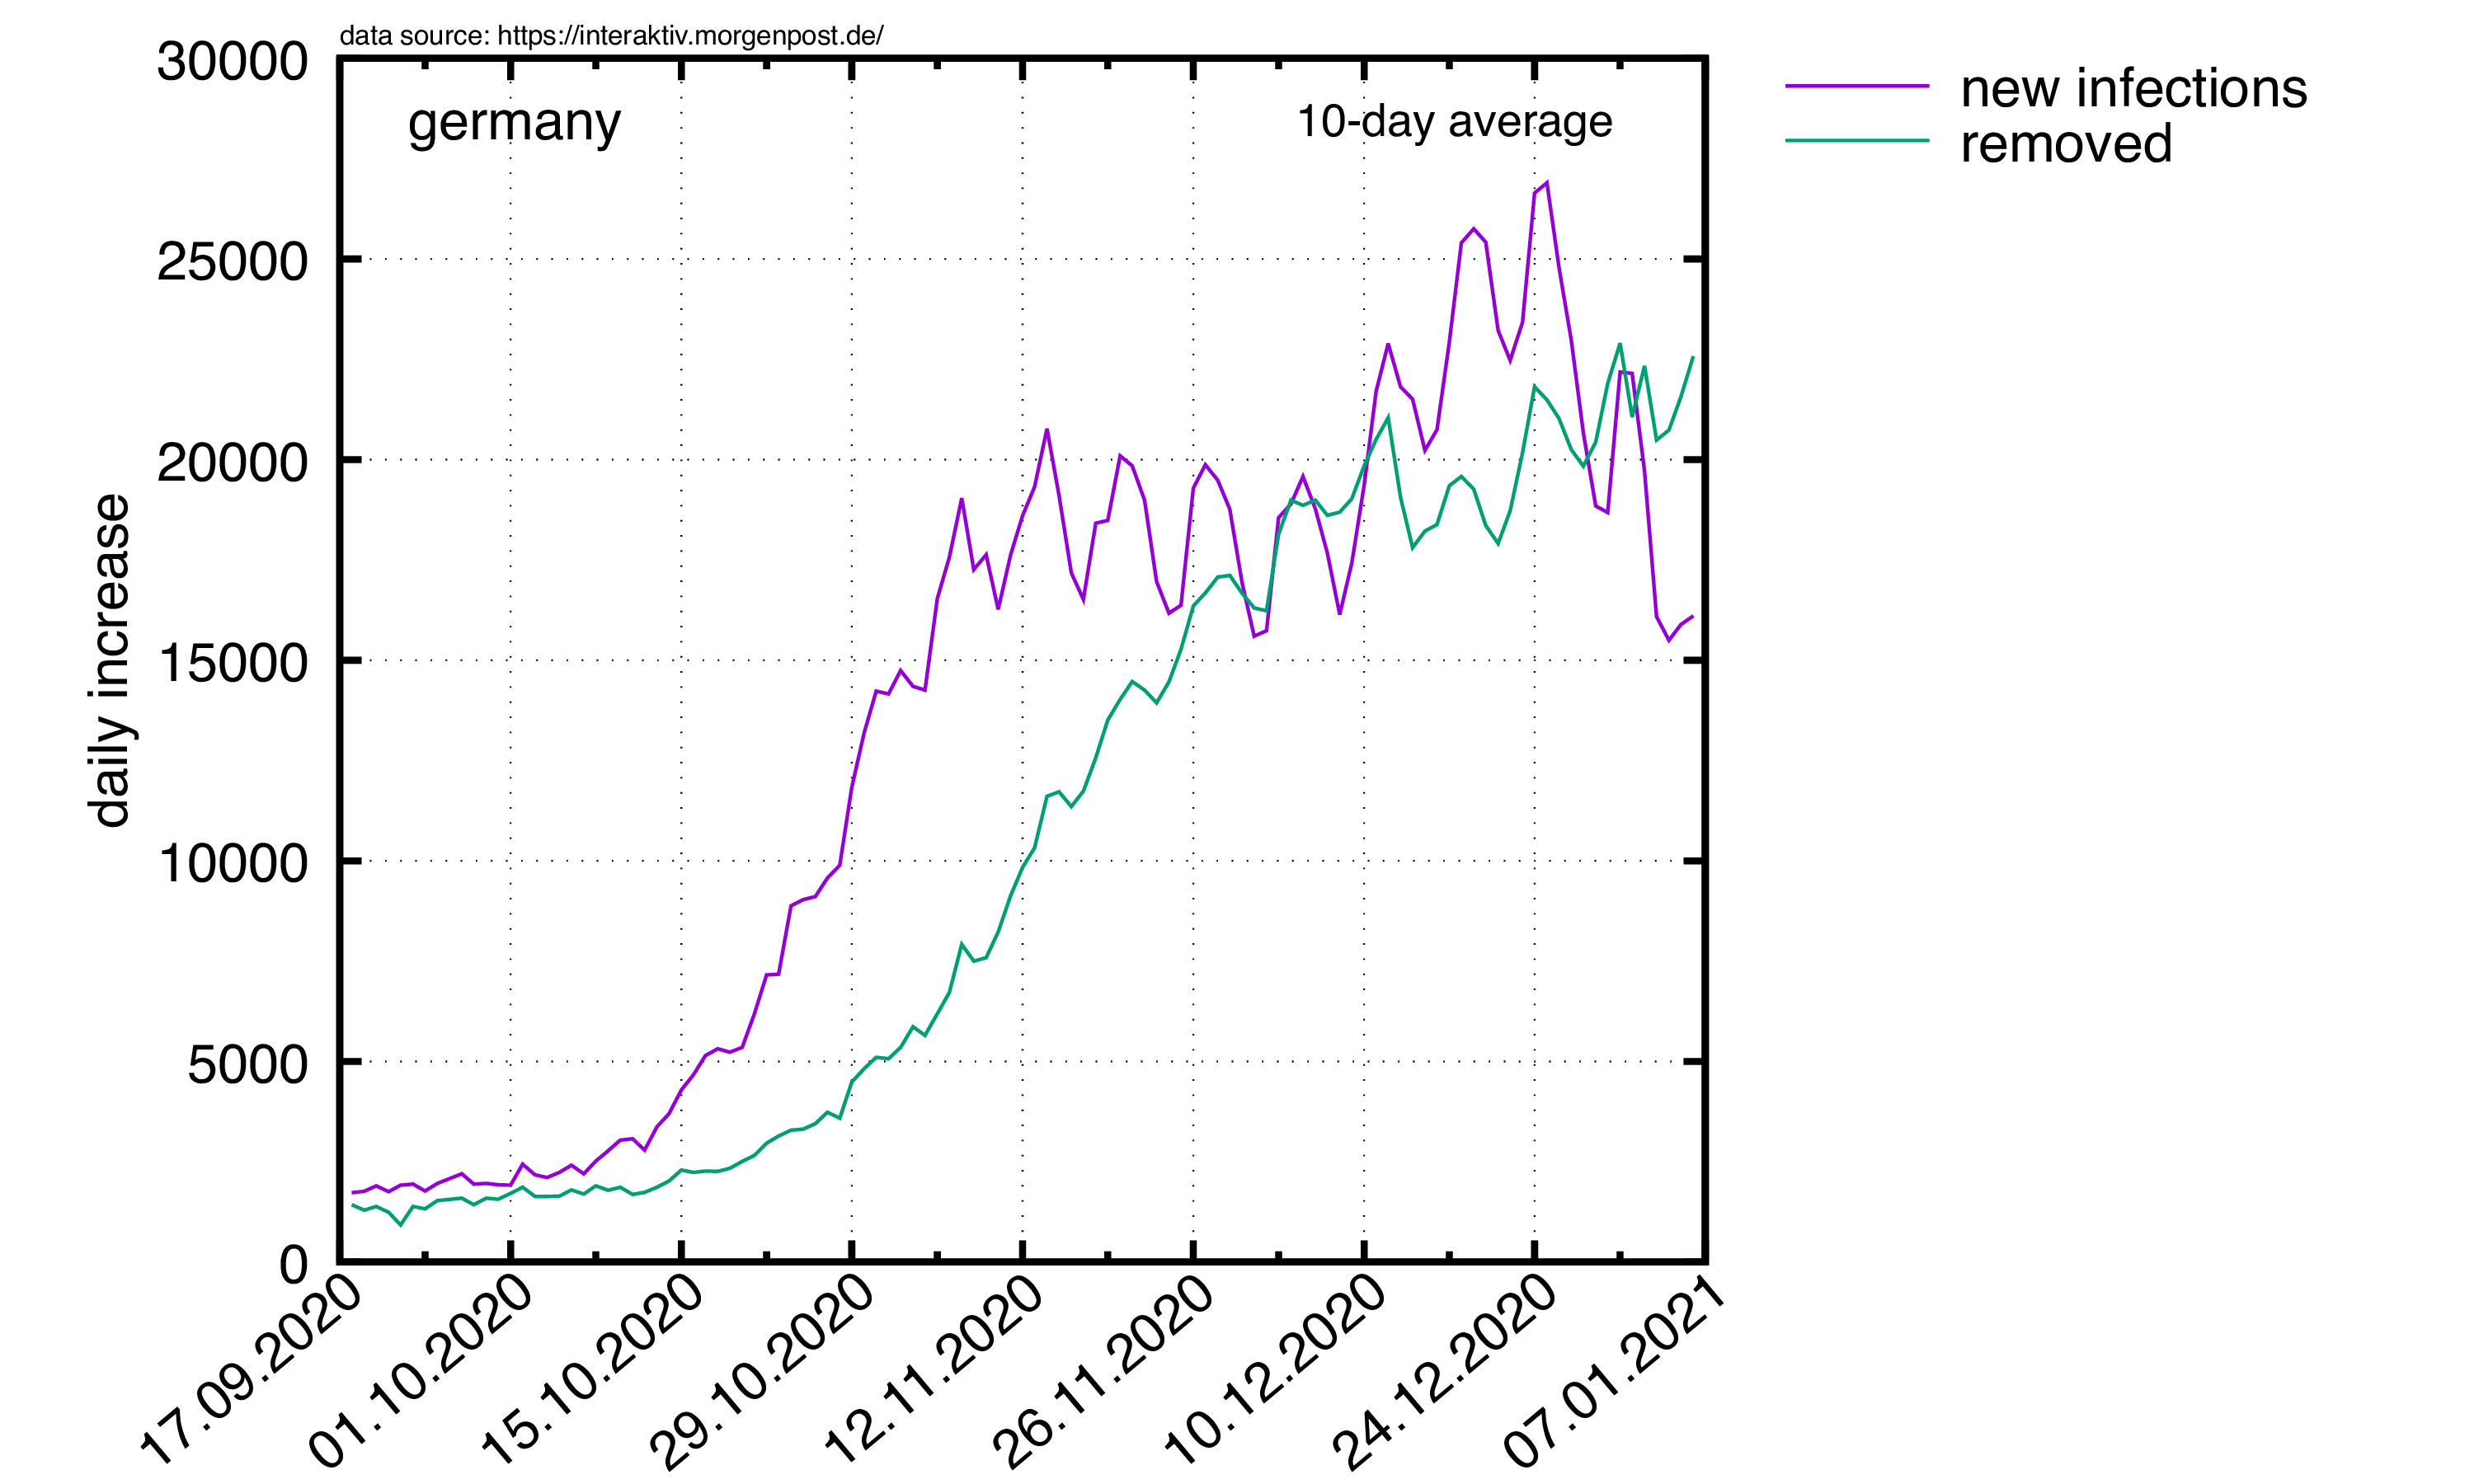 data source: https://interaktiv.morgenpost.de/
germany
10-day average
new infections
removed
daily increase
30000
25000
20000
15000
10000
5000
0
17.09.2020
01.10.2020
15.10.2020
29.10.2020
12.11.2020
26.11.2020
10.12.2020
24.12.2020
07.01.2021